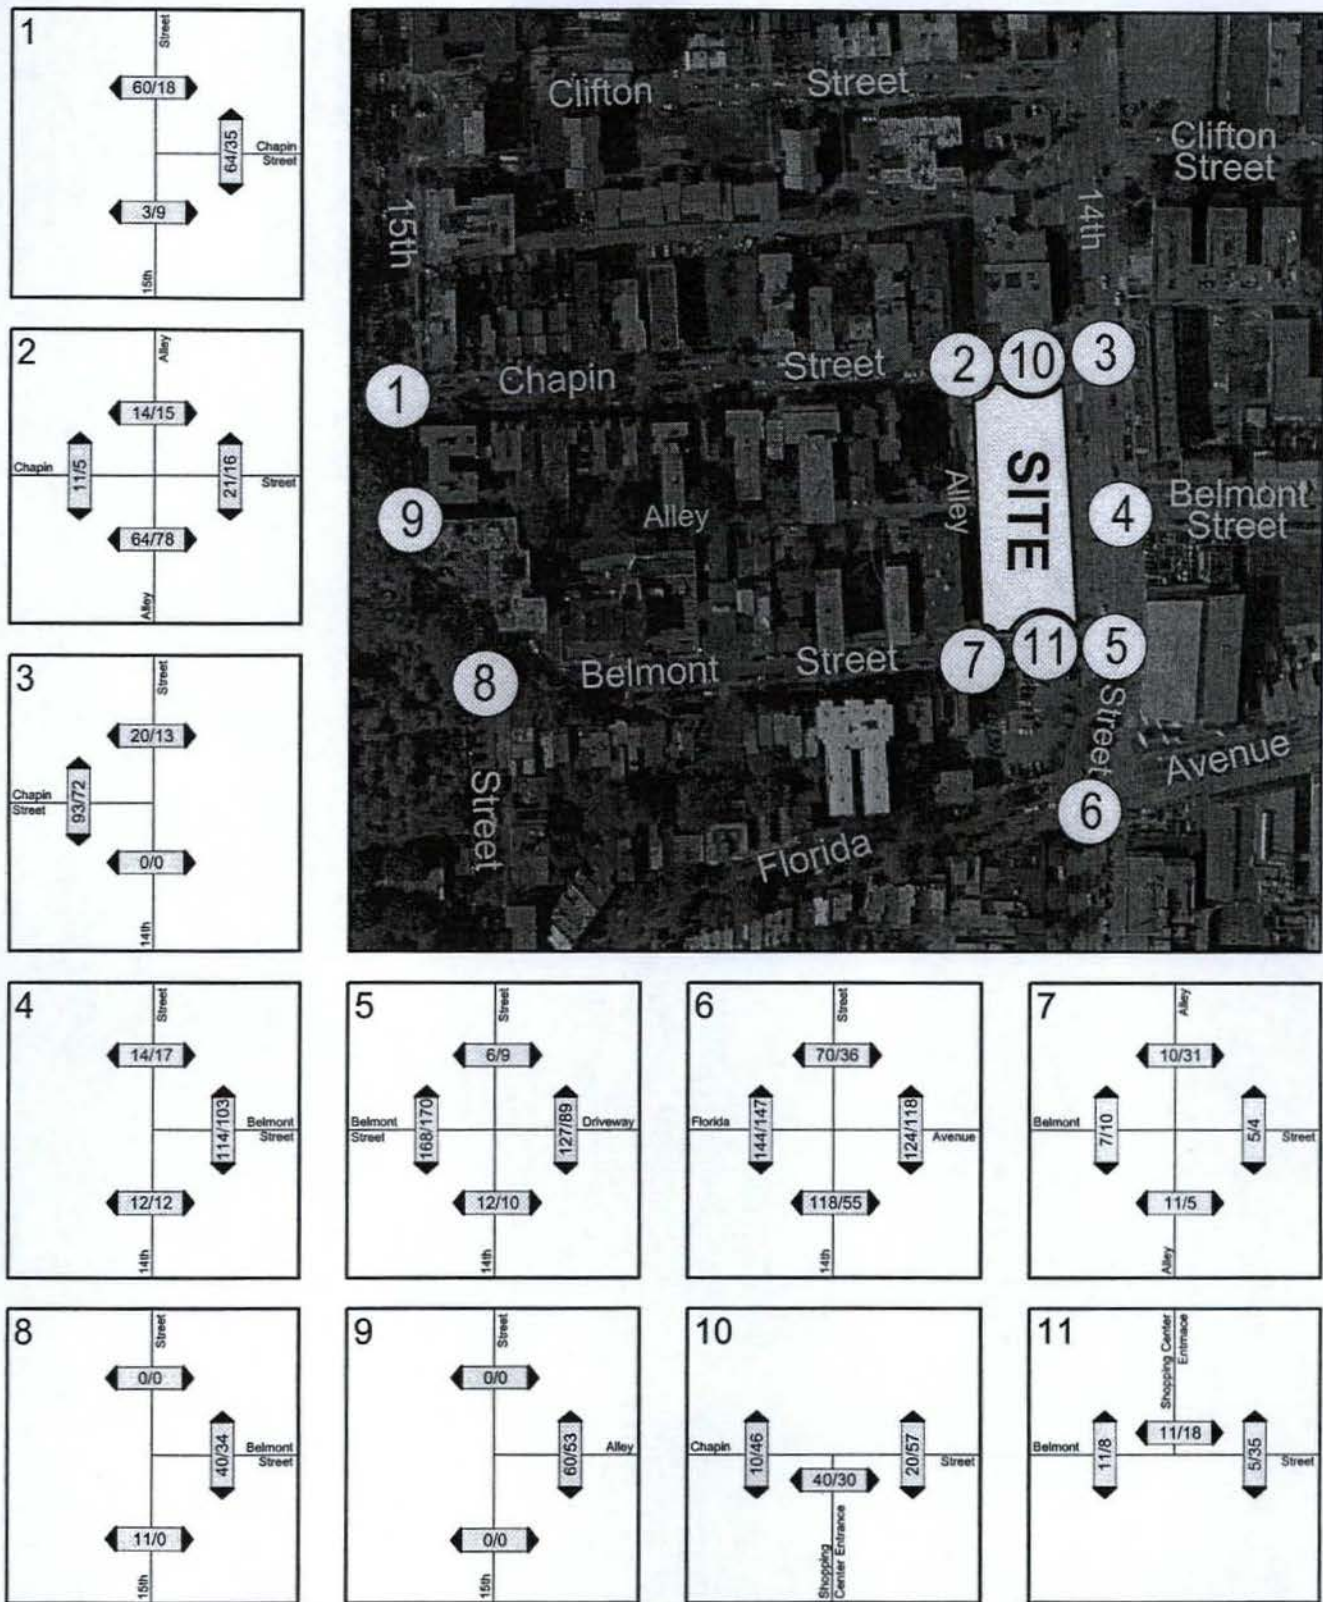 1
Street
60/18
64/35
Chapin
Street
3/9
15th
2
Alley
14/15
Chapin
11/5
21/16
Street
64/78
Alley
3
Street
20/13
Chapin
Street
93/72
0/0
14th
Clifton Street
Clifton
Street
15th
14th
1
2
10
3
Chapin Street
SITE
9
Alley
Alley
4
Belmont
Street
8
Belmont Street
7
11
5
Street
Street
Avenue
6
Florida
4
Street
14/17
114/103
Belmont
Street
12/12
14th
5
Street
6/9
Belmont
Street
168/170
127/89
Driveway
12/10
14th
6
Street
70/36
Florida
144/147
124/118
Avenue
118/55
14th
7
Alley
10/31
Belmont
7/10
5/4
Street
11/5
Alley
8
Street
0/0
40/34
Belmont
Street
11/0
15th
9
Street
0/0
60/53
Alley
0/0
15th
10
Chapin
10/46
20/57
Street
40/30
Shopping
Center Entrance
11
Shopping Center
Entrnace
11/18
Belmont
11/8
5/35
Street